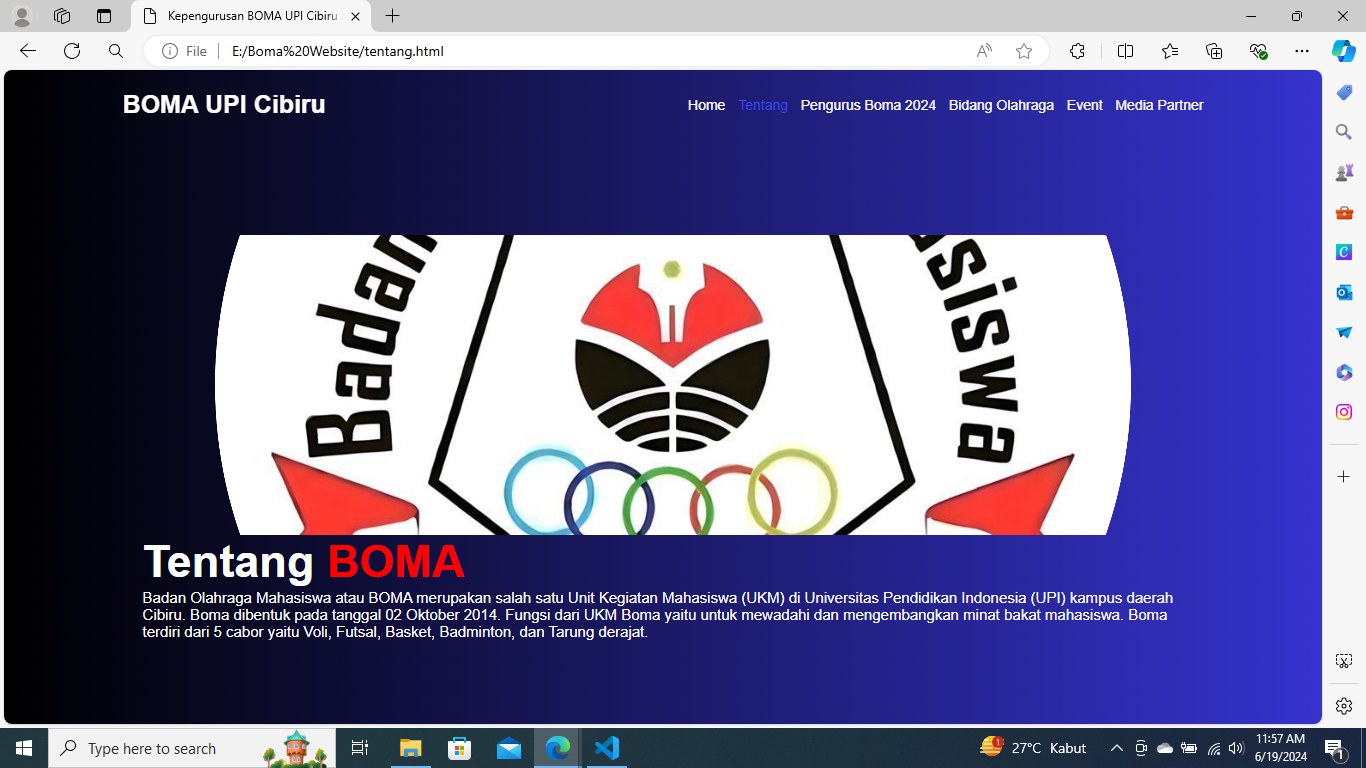 Kepengurusan BOMA UPI Cibiru
File
E:/Boma%20Website/tentang.html
BOMA UPI Cibiru
Home Tentang Pengurus Boma 2024 Bidang Olahraga Event Media Partner
Badan
asiswa
Tentang BOMA
Badan Olahraga Mahasiswa atau BOMA merupakan salah satu Unit Kegiatan Mahasiswa (UKM) di Universitas Pendidikan Indonesia (UPI) kampus daerah
Cibiru. Boma dibentuk pada tanggal 02 Oktober 2014. Fungsi dari UKM Boma yaitu untuk mewadahi dan mengembangkan minat bakat mahasiswa. Boma
terdiri dari 5 cabor yaitu Voli, Futsal, Basket, Badminton, dan Tarung derajat.
Type here to search
1
27°C Kabut
11:57 AM
6/19/2024
1